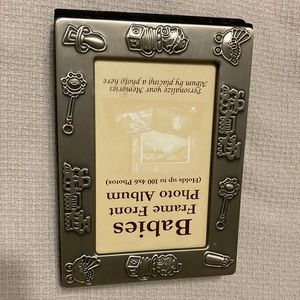 Babies
Frame Front
Photo Album
(Holds up to 100 4x6 Photos)
Personalize your Memories
Album by placing a photo here